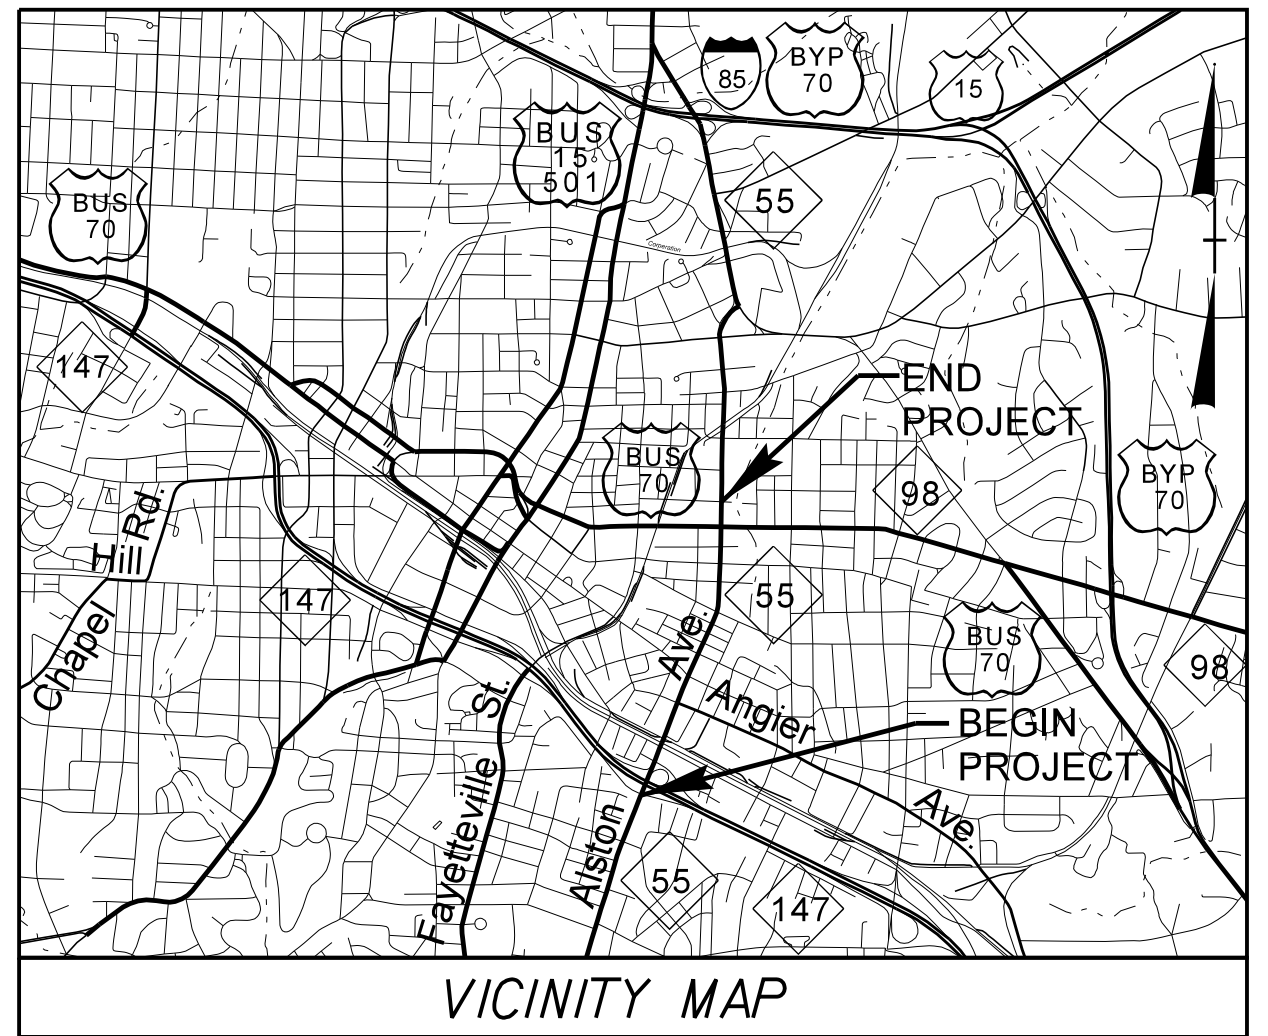 85
BYP
70
15
BUS
15
501
BUS
70
55
Corporation
147
END
PROJECT
BUS
70
98
BYP
70
Hill Rd.
Chapel
147
55
Ave.
BUS
70
98
St.
Angier
BEGIN
PROJECT
Fayetteville
Alston
Ave.
55
147
VICINITY MAP